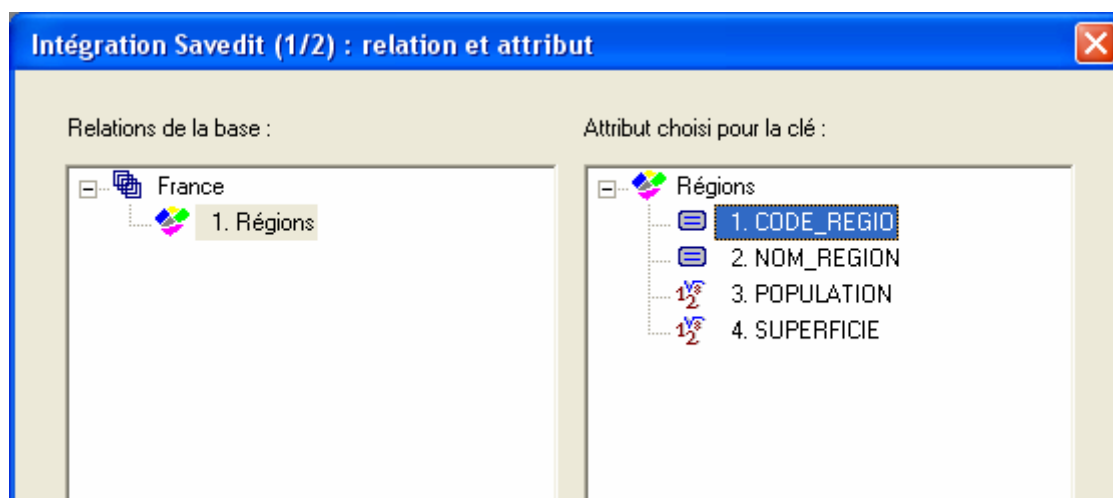 Intégration Savedit (1/2) : relation et attribut
Relations de la base :
France
1. Régions
Attribut choisi pour la clé :
Régions
1. CODE_REGIO
2. NOM_REGION
3. POPULATION
4. SUPERFICIE